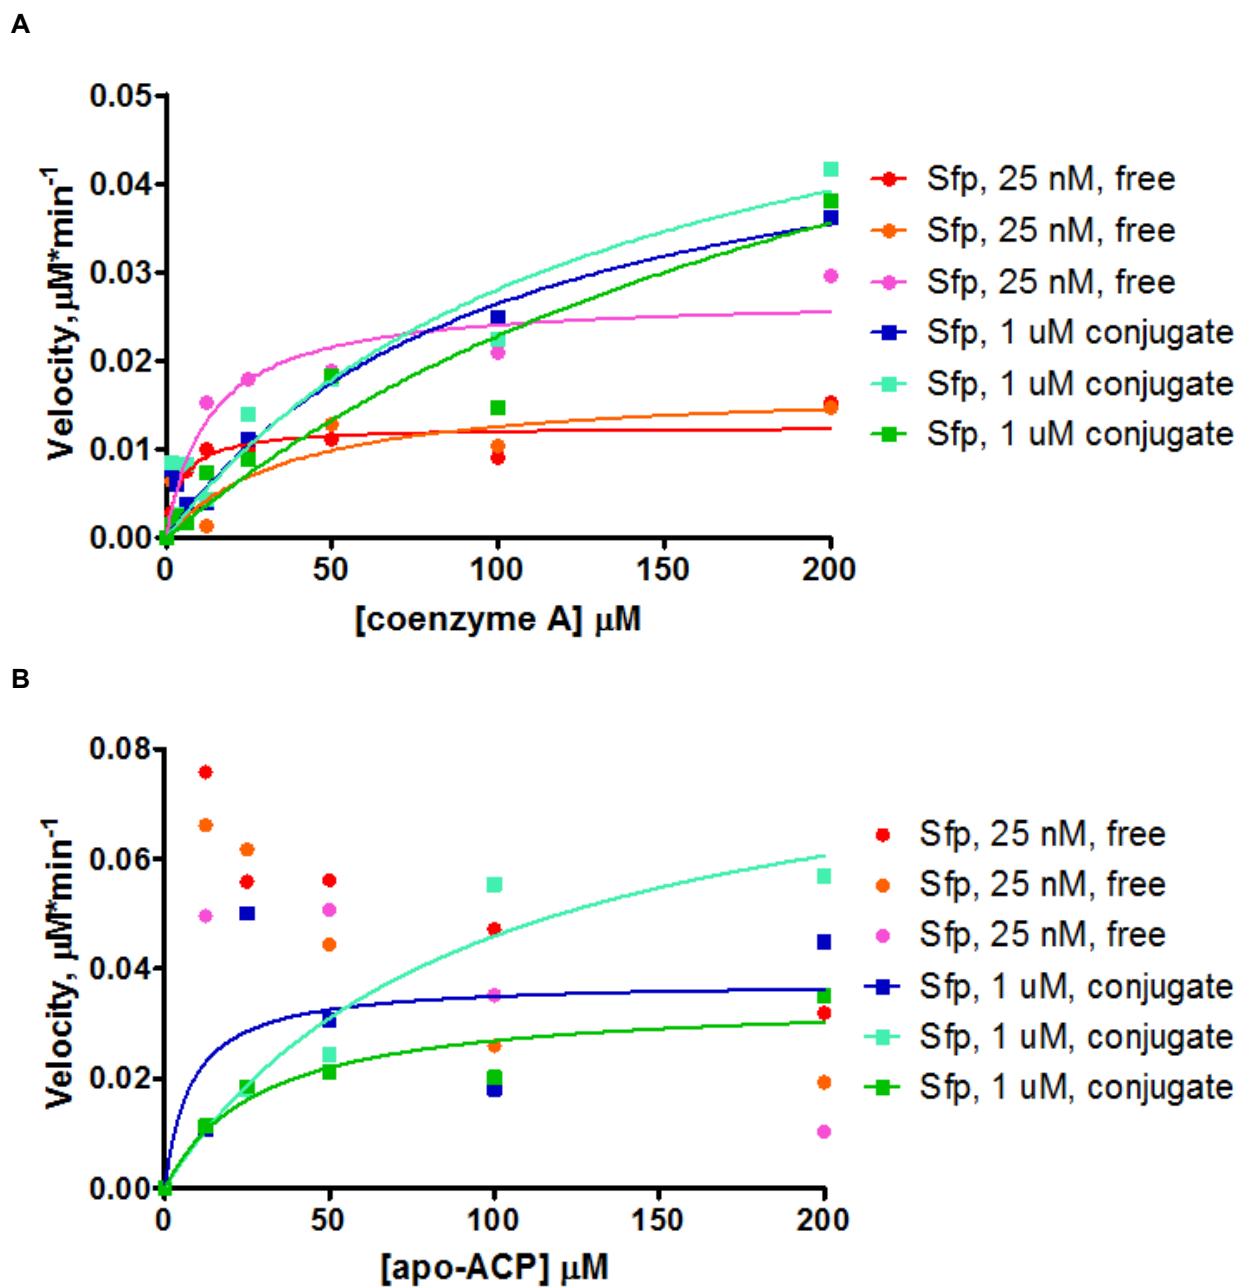 A
0.05
0.04
0.03
0.02
0.01
0.00
Velocity, μM*min⁻¹
0 50 100 150 200
[coenzyme A] μM
Sfp, 25 nM, free
Sfp, 25 nM, free
Sfp, 25 nM, free
Sfp, 1 uM conjugate
Sfp, 1 uM conjugate
Sfp, 1 uM conjugate
B
0.08
0.06
0.04
0.02
0.00
Velocity, μM*min⁻¹
0 50 100 150 200
[apo-ACP] μM
Sfp, 25 nM, free
Sfp, 25 nM, free
Sfp, 25 nM, free
Sfp, 1 uM, conjugate
Sfp, 1 uM, conjugate
Sfp, 1 uM, conjugate